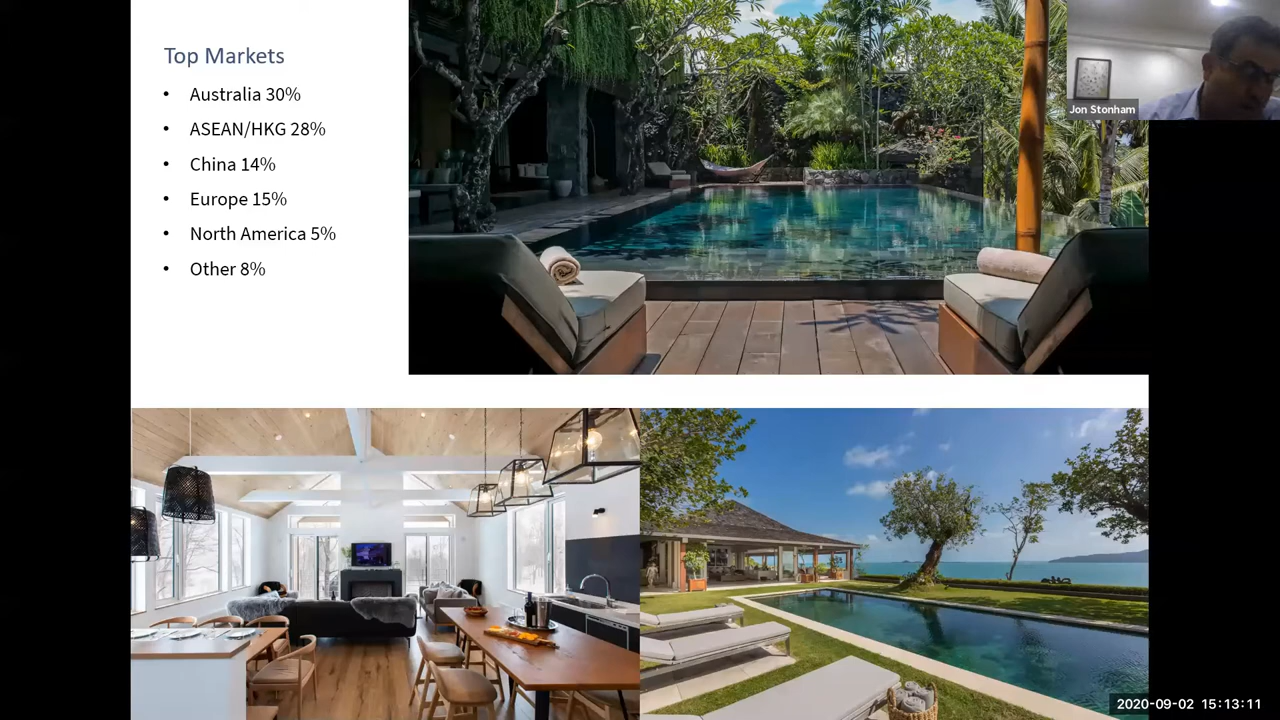 Top Markets
• Australia 30%
• ASEAN/HKG 28%
• China 14%
• Europe 15%
• North America 5%
• Other 8%
Jon Stonham
2020-09-02 15:13:11